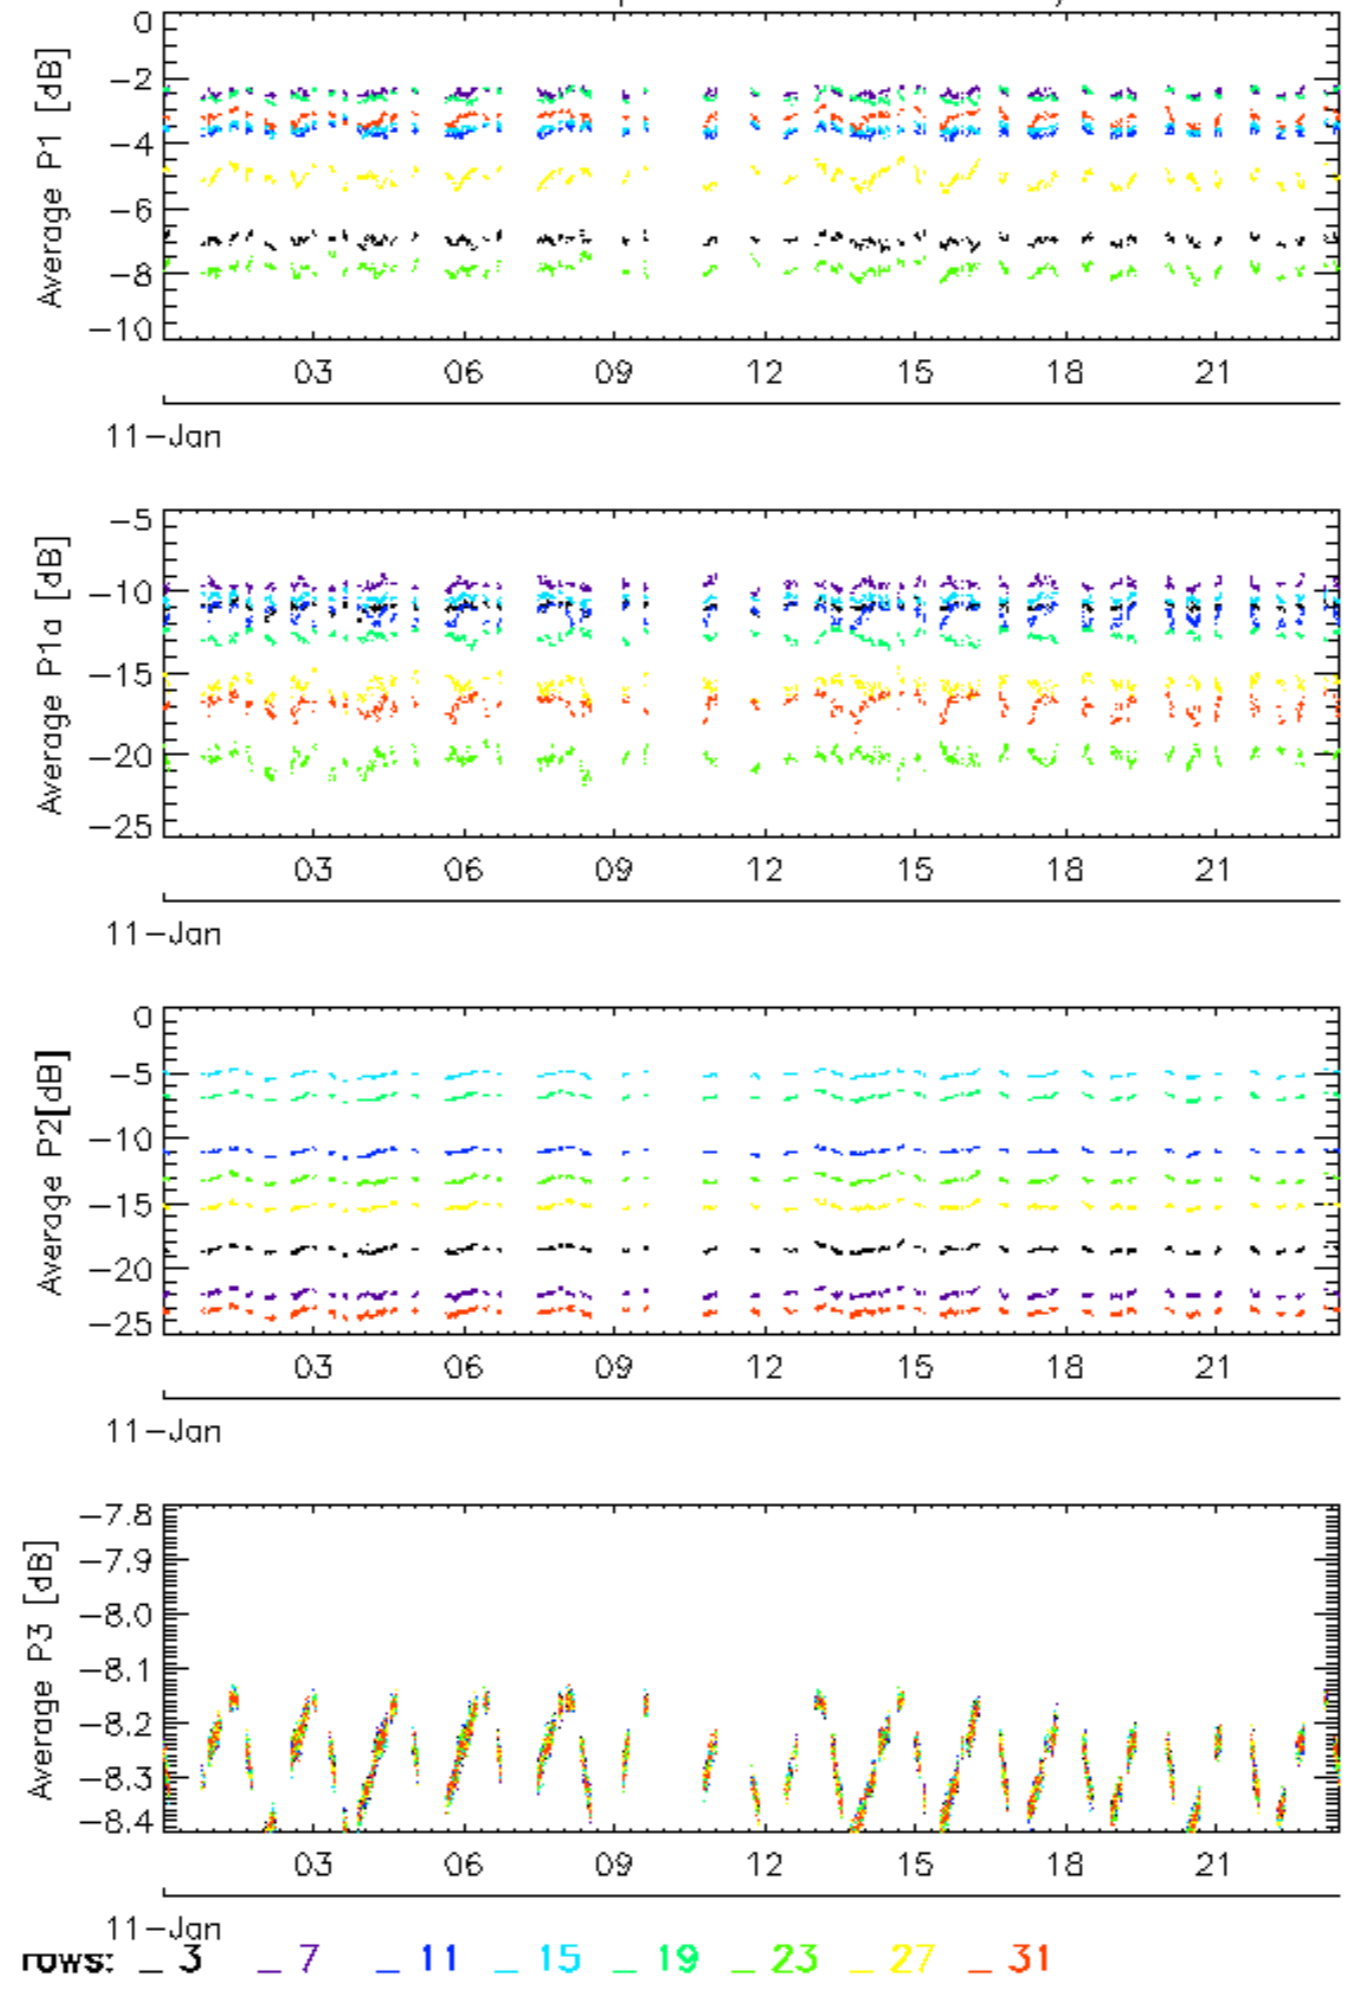 0
−2
−4
−6
−8
−10
Average P1 [dB]
03 06 09 12 15 18 21
11−Jan
−5
−10
−15
−20
−25
Average P1a [dB]
03 06 09 12 15 18 21
11−Jan
0
−5
−10
−15
−20
−25
Average P2[dB]
03 06 09 12 15 18 21
11−Jan
−7.8
−7.9
−8.0
−8.1
−8.2
−8.3
−8.4
Average P3 [dB]
03 06 09 12 15 18 21
11−Jan
rows: _ 3 _ 7 _ 11 _ 15 _ 19 _ 23 _ 27 _ 31